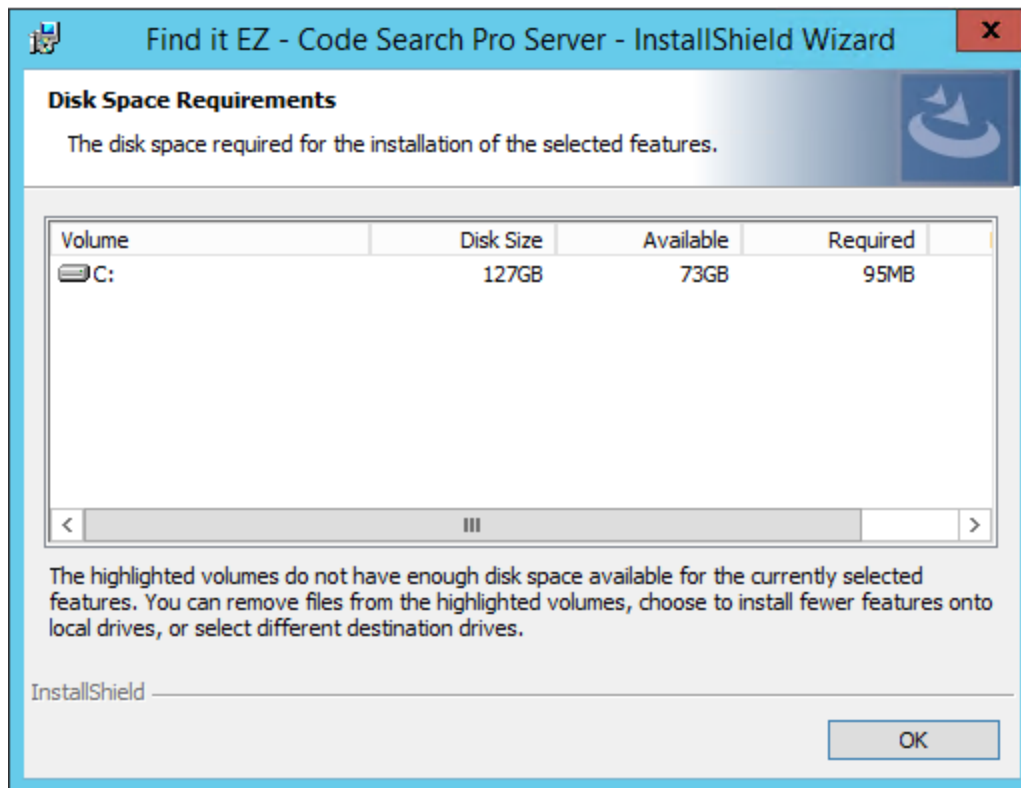 Find it EZ - Code Search Pro Server - InstallShield Wizard
x
Disk Space Requirements
The disk space required for the installation of the selected features.
Volume Disk Size Available Required
C: 127GB 73GB 95MB
The highlighted volumes do not have enough disk space available for the currently selected
features. You can remove files from the highlighted volumes, choose to install fewer features onto
local drives, or select different destination drives.
InstallShield
OK